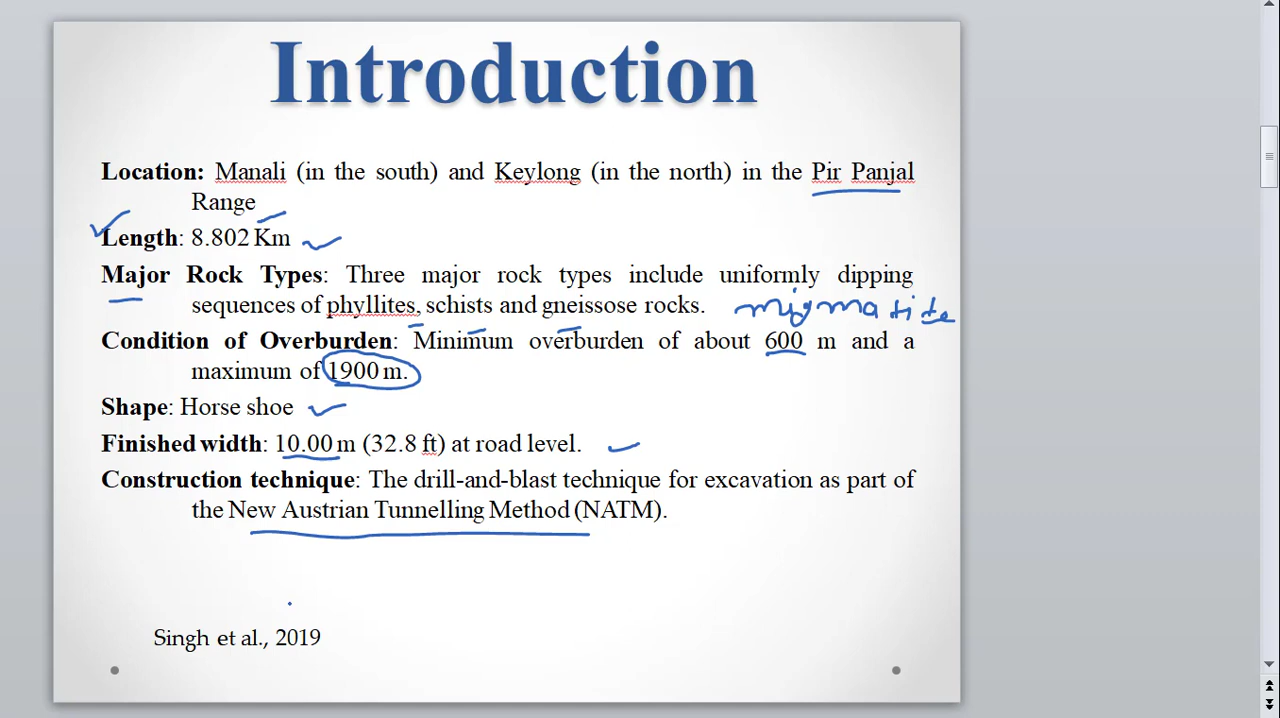 Introduction
Location: Manali (in the south) and Keylong (in the north) in the Pir Panjal
Range
Length: 8.802 Km
Major Rock Types: Three major rock types include uniformly dipping
sequences of phyllites, schists and gneissose rocks. migmatite
Condition of Overburden: Minimum overburden of about 600 m and a
maximum of 1900 m.
Shape: Horse shoe
Finished width: 10.00 m (32.8 ft) at road level.
Construction technique: The drill-and-blast technique for excavation as part of
the New Austrian Tunnelling Method (NATM).
Singh et al., 2019